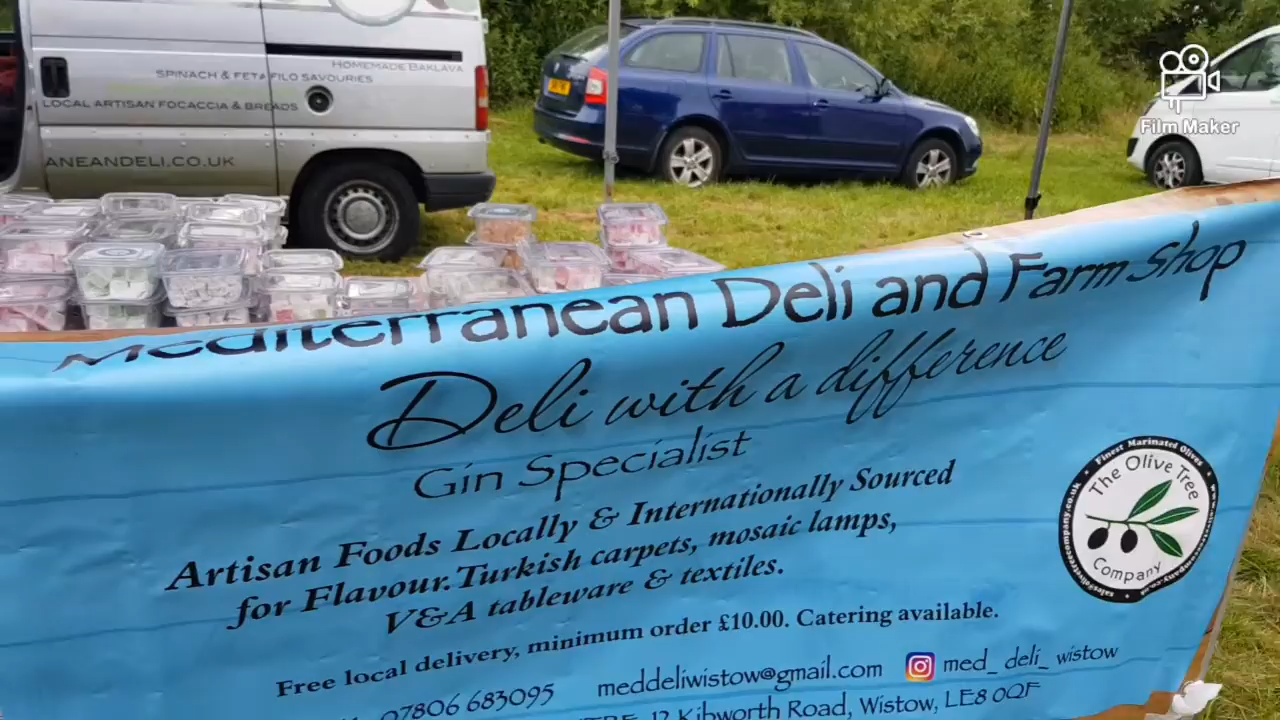 HOMEMADE BAKLAVA
SPINACH & FETA FILO SAVOURIES
LOCAL ARTISAN FOCACCIA & BREADS
ANEANDELI.CO.UK
Film Maker
Mediterranean Deli and Farm Shop
Deli with a difference
Gin Specialist
Artisan Foods Locally & Internationally Sourced
for Flavour.Turkish carpets, mosaic lamps,
V&A tableware & textiles.
Free local delivery, minimum order £10.00. Catering available.
07806 683095 meddeliwistow@gmail.com med_deli_wistow
12 Kibworth Road, Wistow, LE8 0QF
Finest Marinated Olives
The Olive Tree
Company